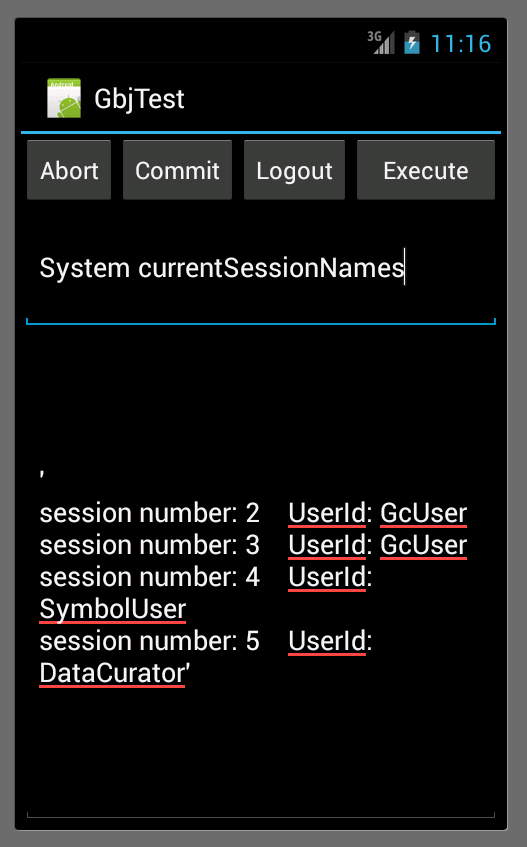 3G 11:16
GbjTest
Abort Commit Logout Execute
System currentSessionNames
'
session number: 2    UserId: GcUser
session number: 3    UserId: GcUser
session number: 4    UserId:
SymbolUser
session number: 5    UserId:
DataCurator'